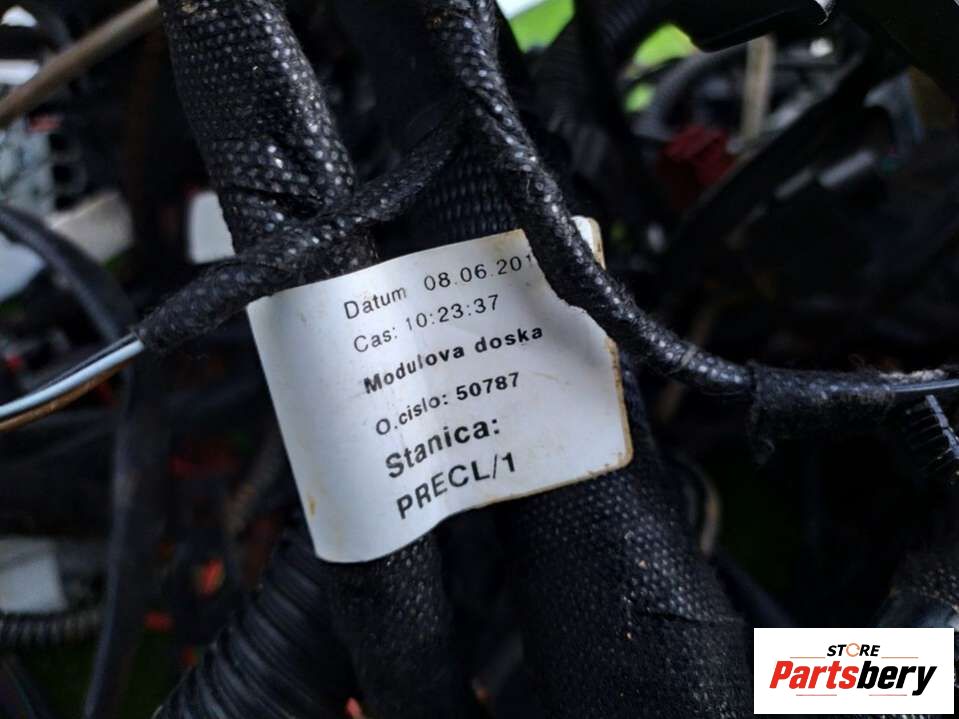 Datum 08.06.201
Cas: 10:23:37
Modulova doska
O.cislo: 50787
Stanica:
PRECL/1
STORE
Partsbery